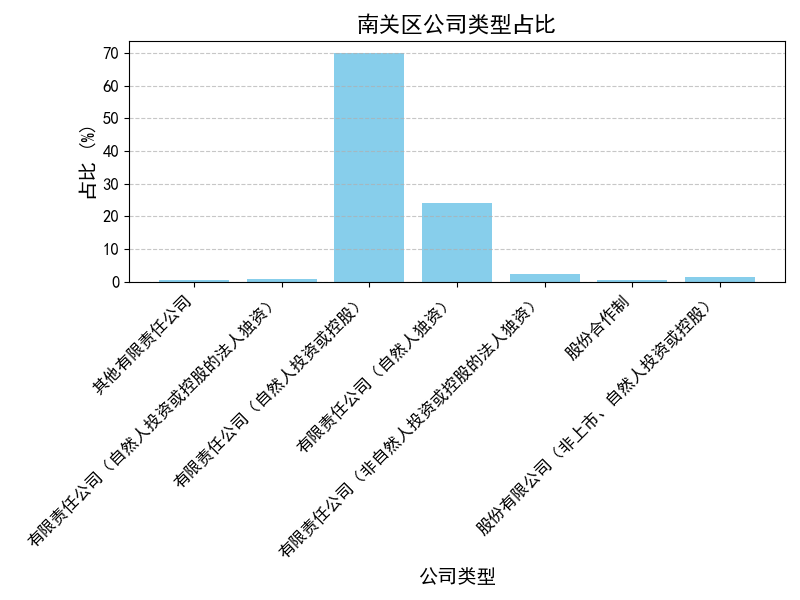 南关区公司类型占比
占比 (%)
70
60
50
40
30
20
10
0
其他有限责任公司
有限责任公司（自然人投资或控股的法人独资）
有限责任公司（自然人投资或控股）
有限责任公司（自然人独资）
有限责任公司（非自然人投资或控股的法人独资）
股份合作制
股份有限公司（非上市、自然人投资或控股）
公司类型